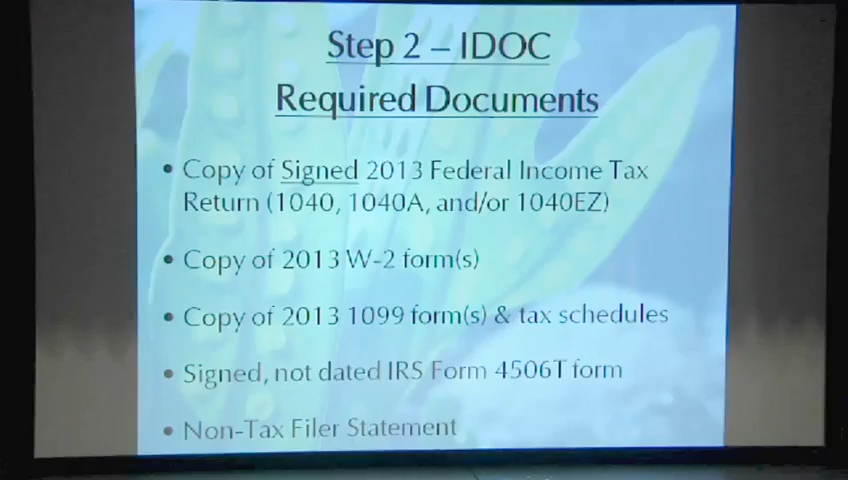 Step 2 – IDOC
Required Documents
• Copy of Signed 2013 Federal Income Tax
Return (1040, 1040A, and/or 1040EZ)
• Copy of 2013 W-2 form(s)
• Copy of 2013 1099 form(s) & tax schedules
• Signed, not dated IRS Form 4506T form
• Non-Tax Filer Statement